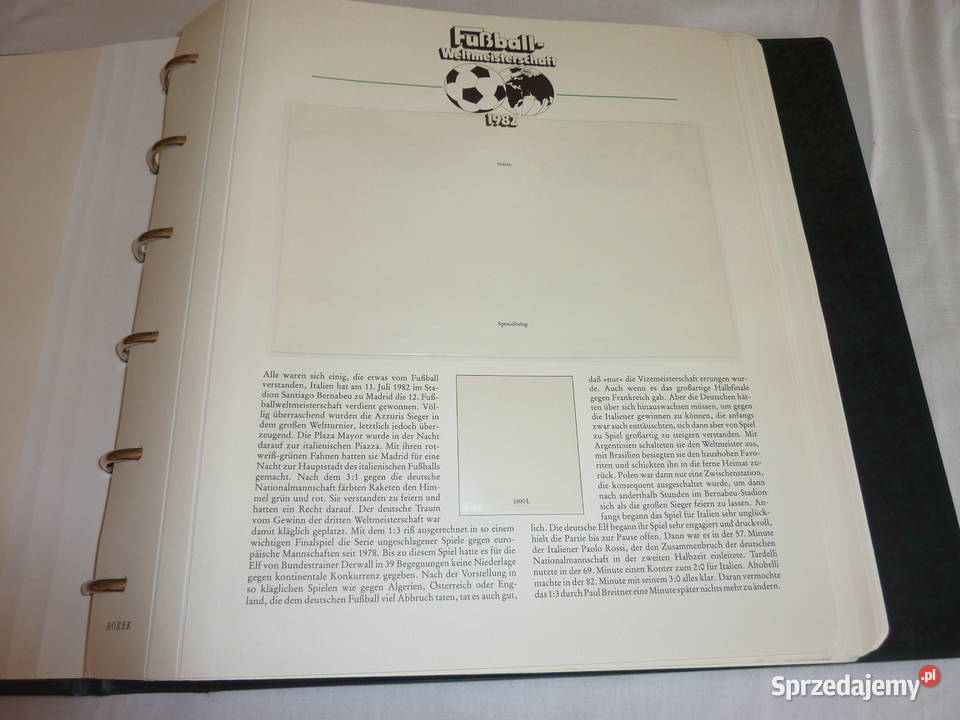 Fußball-
Weltmeisterschaft
1982
Italien
Spezialbeleg
Alle waren sich einig, die etwas vom Fußball
verstanden, Italien hat am 11. Juli 1982 im Sta-
dion Santiago Bernabeu zu Madrid die 12. Fuß-
ballweltmeisterschaft verdient gewonnen. Völ-
lig überraschend wurden die Azzuris Sieger in
dem großen Weltturnier, letztlich jedoch über-
zeugend. Die Plaza Mayor wurde in der Nacht
darauf zur italienischen Piazza. Mit ihren rot-
weiß-grünen Fahnen hatten sie Madrid für eine
Nacht zur Hauptstadt des italienischen Fußballs
gemacht. Nach dem 3:1 gegen die deutsche
Nationalmannschaft färbten Raketen den Him-
mel grün und rot. Sie verstanden zu feiern und
hatten ein Recht darauf. Der deutsche Traum
vom Gewinn der dritten Weltmeisterschaft war
damit kläglich geplatzt. Mit dem 1:3 riß ausgerechnet in so einem
wichtigen Finalspiel die Serie ungeschlagener Spiele gegen euro-
päische Mannschaften seit 1978. Bis zu diesem Spiel hatte es für die
Elf von Bundestrainer Derwall in 39 Begegnungen keine Niederlage
gegen kontinentale Konkurrenz gegeben. Nach der Vorstellung in
so kläglichen Spielen wie gegen Algerien, Österreich oder Eng-
land, die dem deutschen Fußball viel Abbruch taten, tat es auch gut,
1000 L
daß »nur« die Vizemeisterschaft errungen wur-
de. Auch wenn es das großartige Halbfinale
gegen Frankreich gab. Aber die Deutschen hät-
ten über sich hinauswachsen müssen, um gegen
die Italiener gewinnen zu können, die anfangs
zwar auch enttäuschten, sich dann aber von Spiel
zu Spiel großartig zu steigern verstanden. Mit
Argentinien schalteten sie den Weltmeister aus,
mit Brasilien besiegten sie den haushohen Favo-
riten und schickten ihn in die ferne Heimat zu-
rück. Polen war dann nur eine Zwischenstation,
die konsequent ausgeschaltet wurde, um dann
nach anderthalb Stunden im Bernabeu-Stadion
sich als die großen Sieger feiern zu lassen. An-
fangs begann das Spiel für Italien sehr unglück-
lich. Die deutsche Elf begann ihr Spiel sehr engagiert und druckvoll,
hielt die Partie bis zur Pause offen. Dann war es in der 57. Minute
der Italiener Paolo Rossi, der den Zusammenbruch der deutschen
Nationalmannschaft in der zweiten Halbzeit einleitete. Tardelli
nutzte in der 69. Minute einen Konter zum 2:0 für Italien. Altobelli
machte in der 82. Minute mit seinem 3:0 alles klar. Daran vermochte
das 1:3 durch Paul Breitner eine Minute später nichts mehr zu ändern.
BOREK
Sprzedajemy.pl